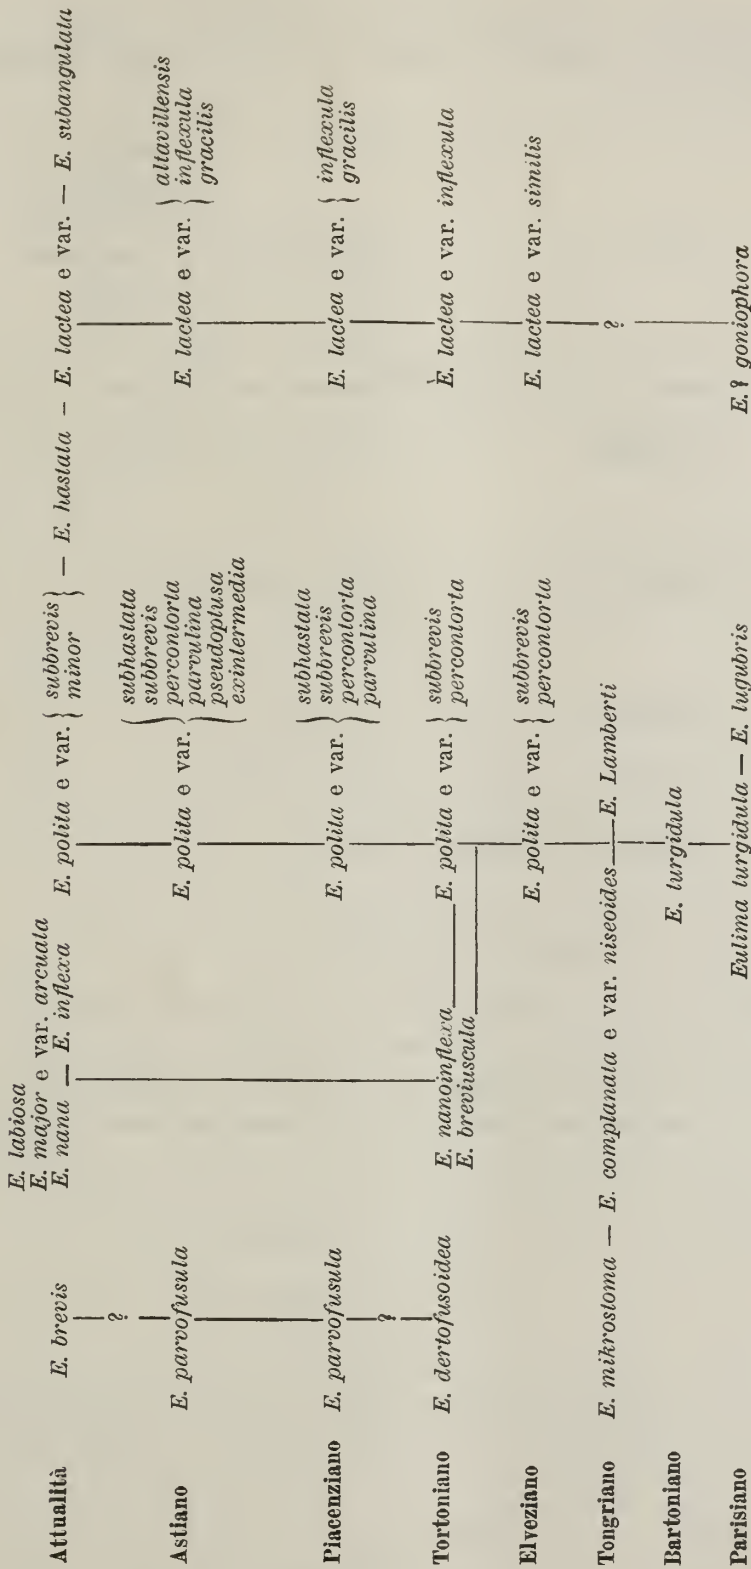 E. labiosa
E. major e var. arcuata
Attualità E. brevis E. nana — E. inflexa E. polita e var. { subbrevis minor } — E. hastata — E. lactea e var. — E. subangulata
?
Astiano E. parvofusula E. polita e var. { subhastata subbrevis percontorta parvulina pseudoptusa exintermedia E. lactea e var. { altavillensis inflexula gracilis
Piacenziano E. parvofusula E. polita e var. { subhastata subbrevis percontorta parvulina E. lactea e var. { inflexula gracilis
?
Tortoniano E. dertofusoidea E. nanoinflexa E. polita e var. { subbrevis percontorta E. lactea e var. inflexula
E. breviuscula
Elveziano E. polita e var. { subbrevis percontorta E. lactea e var. similis
Tongriano E. mikrostoma — E. complanata e var. niseoides — E. Lamberti ?
Bartoniano E. turgidula
Parisiano Eulima turgidula — E. lugubris E.? goniophora